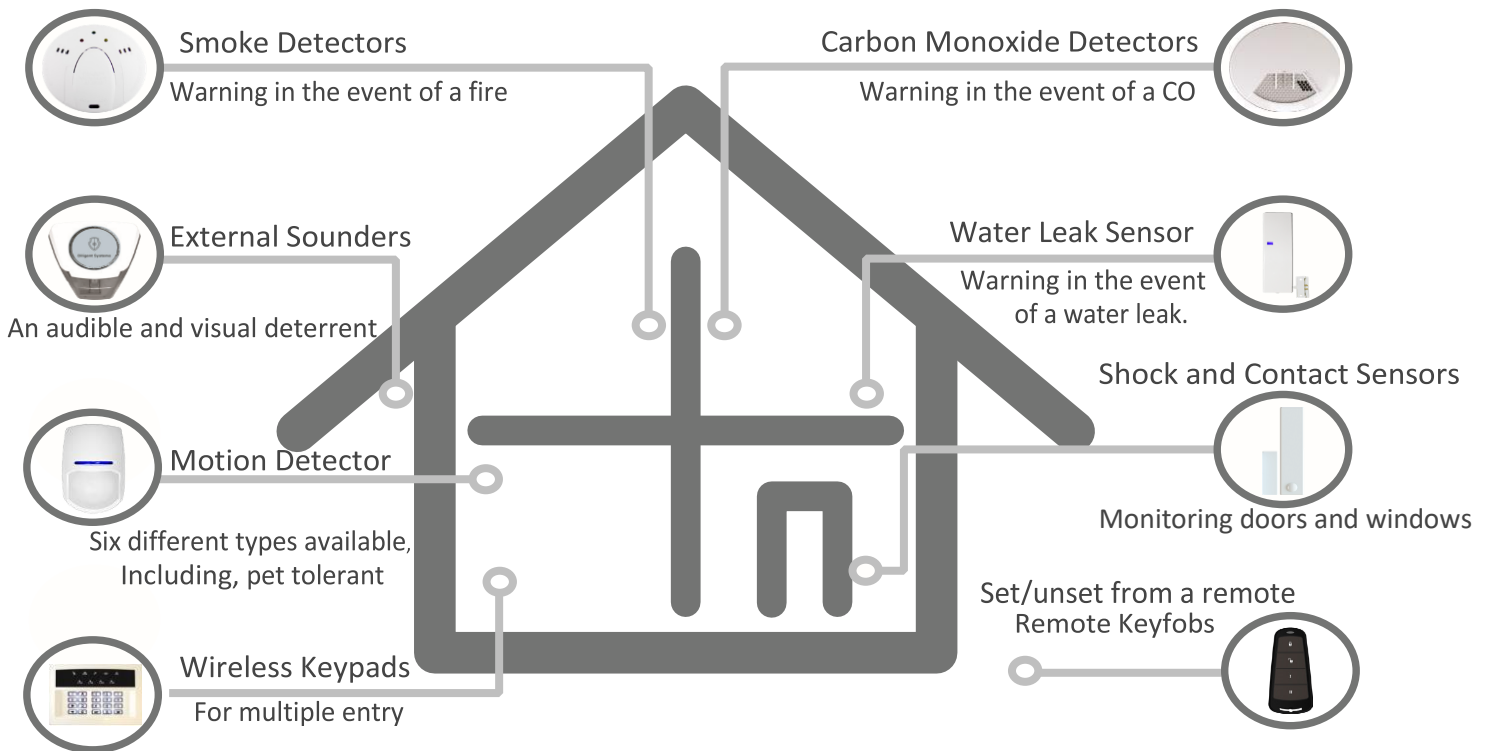 Smoke Detectors
Warning in the event of a fire
Carbon Monoxide Detectors
Warning in the event of a CO
External Sounders
An audible and visual deterrent
Water Leak Sensor
Warning in the event
of a water leak.
Shock and Contact Sensors
Monitoring doors and windows
Motion Detector
Six different types available,
Including, pet tolerant
Set/unset from a remote
Remote Keyfobs
Wireless Keypads
For multiple entry